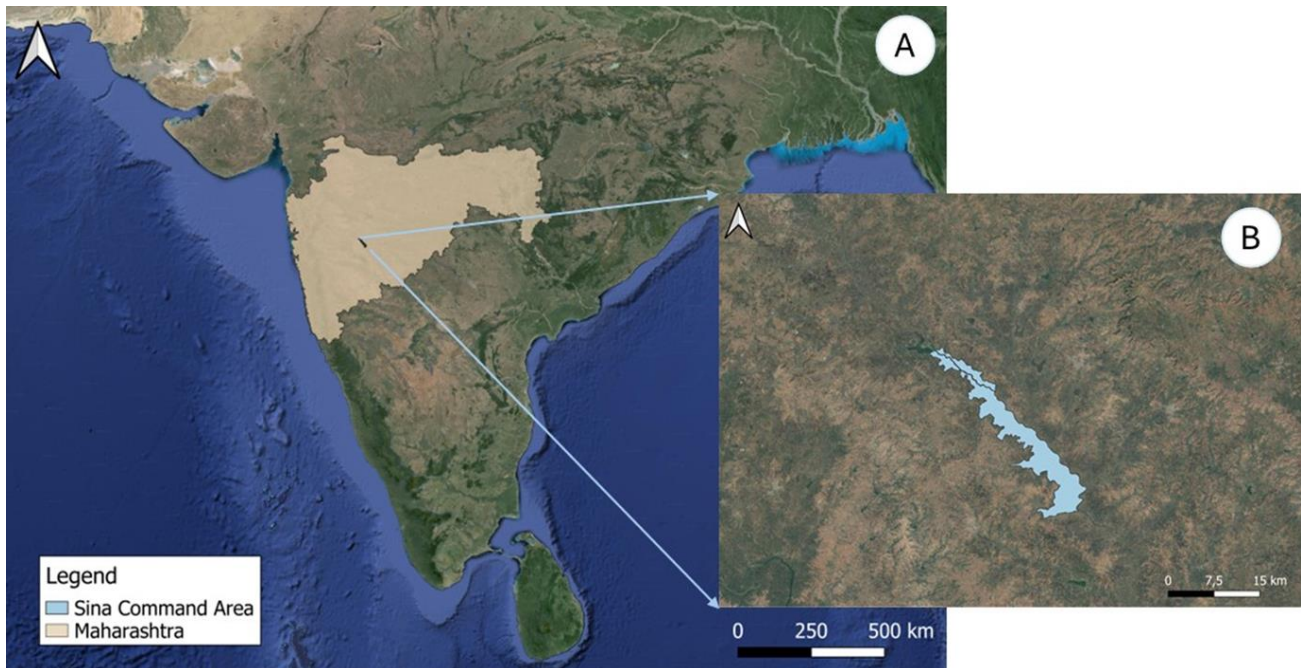 A
B
0 7,5 15 km
Legend
Sina Command Area
Maharashtra
0 250 500 km